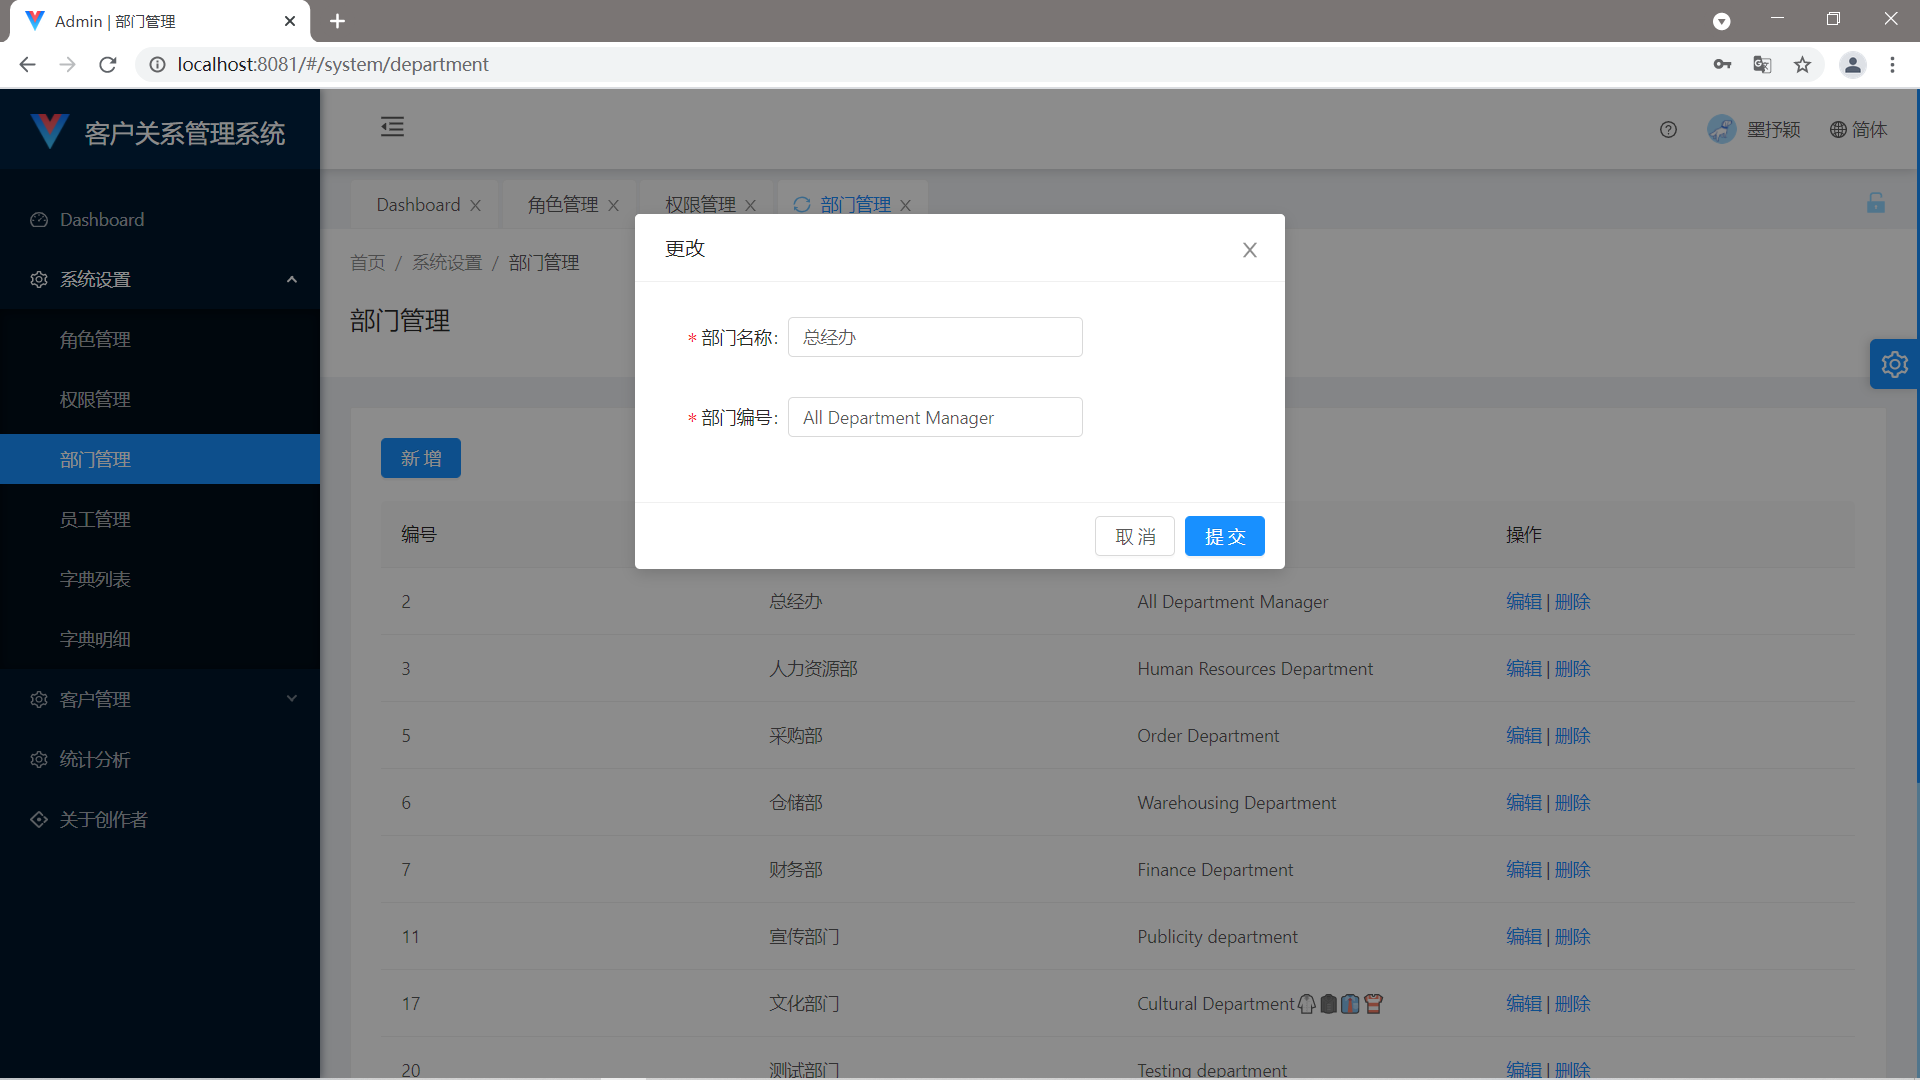 Admin | 部门管理
localhost:8081/#/system/department
客户关系管理系统
墨抒颖
简体
Dashboard
系统设置
角色管理
权限管理
部门管理
员工管理
字典列表
字典明细
客户管理
统计分析
关于创作者
Dashboard 角色管理 权限管理 部门管理
首页 / 系统设置 / 部门管理
部门管理
更改
* 部门名称: 总经办
* 部门编号: All Department Manager
取 消 提 交
新 增
编号 操作
2 总经办 All Department Manager 编辑 | 删除
3 人力资源部 Human Resources Department 编辑 | 删除
5 采购部 Order Department 编辑 | 删除
6 仓储部 Warehousing Department 编辑 | 删除
7 财务部 Finance Department 编辑 | 删除
11 宣传部门 Publicity department 编辑 | 删除
17 文化部门 Cultural Department 编辑 | 删除
20 测试部门 Testing department 编辑 | 删除